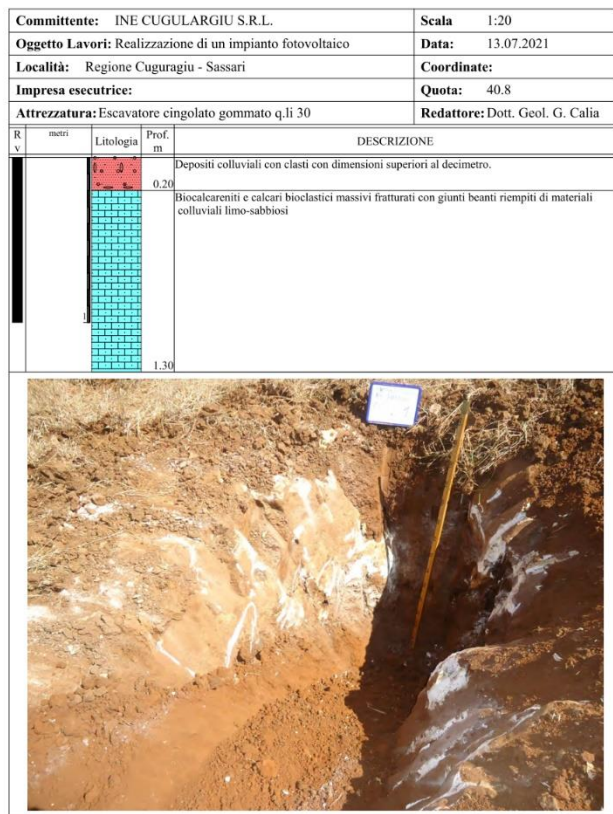 Committente: INE CUGULARGIU S.R.L.
Scala 1:20
Oggetto Lavori: Realizzazione di un impianto fotovoltaico
Data: 13.07.2021
Località: Regione Cuguragiu - Sassari
Coordinate:
Impresa esecutrice:
Quota: 40.8
Attrezzatura: Escavatore cingolato gommato q.li 30
Redattore: Dott. Geol. G. Calia
R v
metri
Litologia
Prof. m
DESCRIZIONE
Depositi colluviali con clasti con dimensioni superiori al decimetro.
0.20
Biocalcareniti e calcari bioclastici massivi fratturati con giunti beanti riempiti di materiali
colluviali limo-sabbiosi
1
1.30